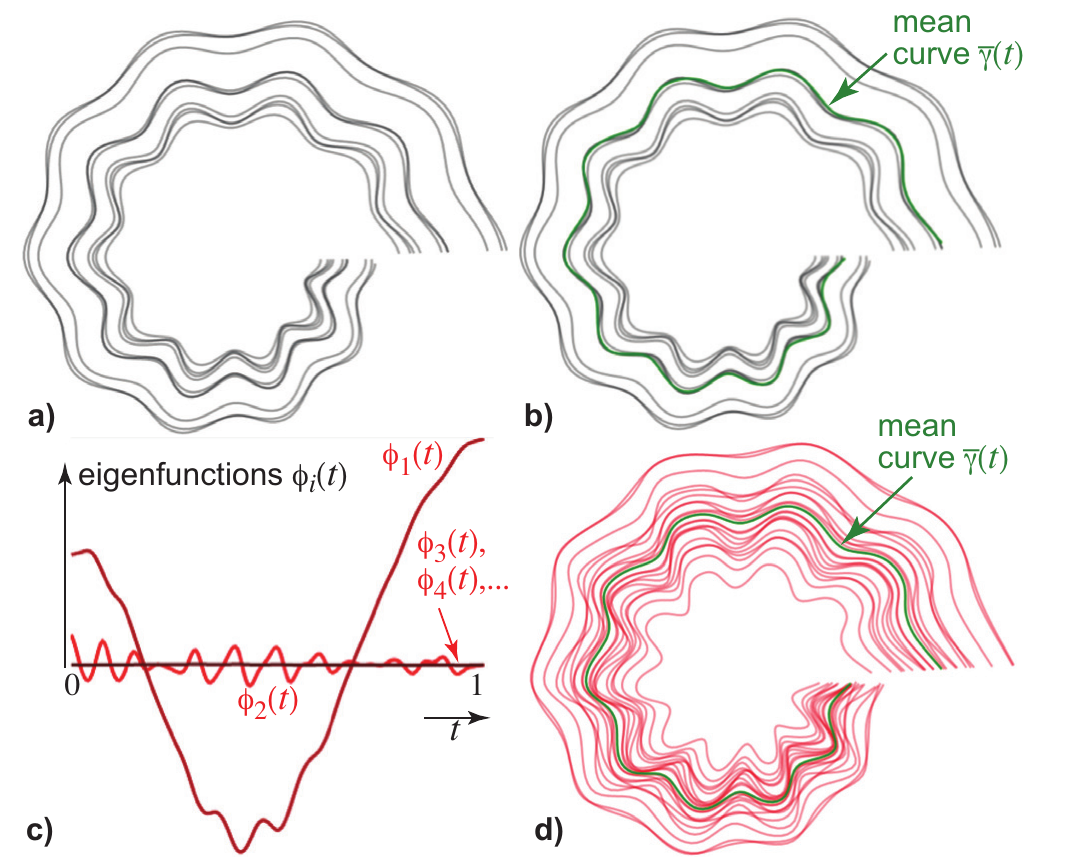 mean
curve γ̅(t)
a)
b)
eigenfunctions ϕᵢ(t)
ϕ₁(t)
ϕ₃(t),
ϕ₄(t),...
0
ϕ₂(t)
1
t
c)
mean
curve γ̅(t)
d)